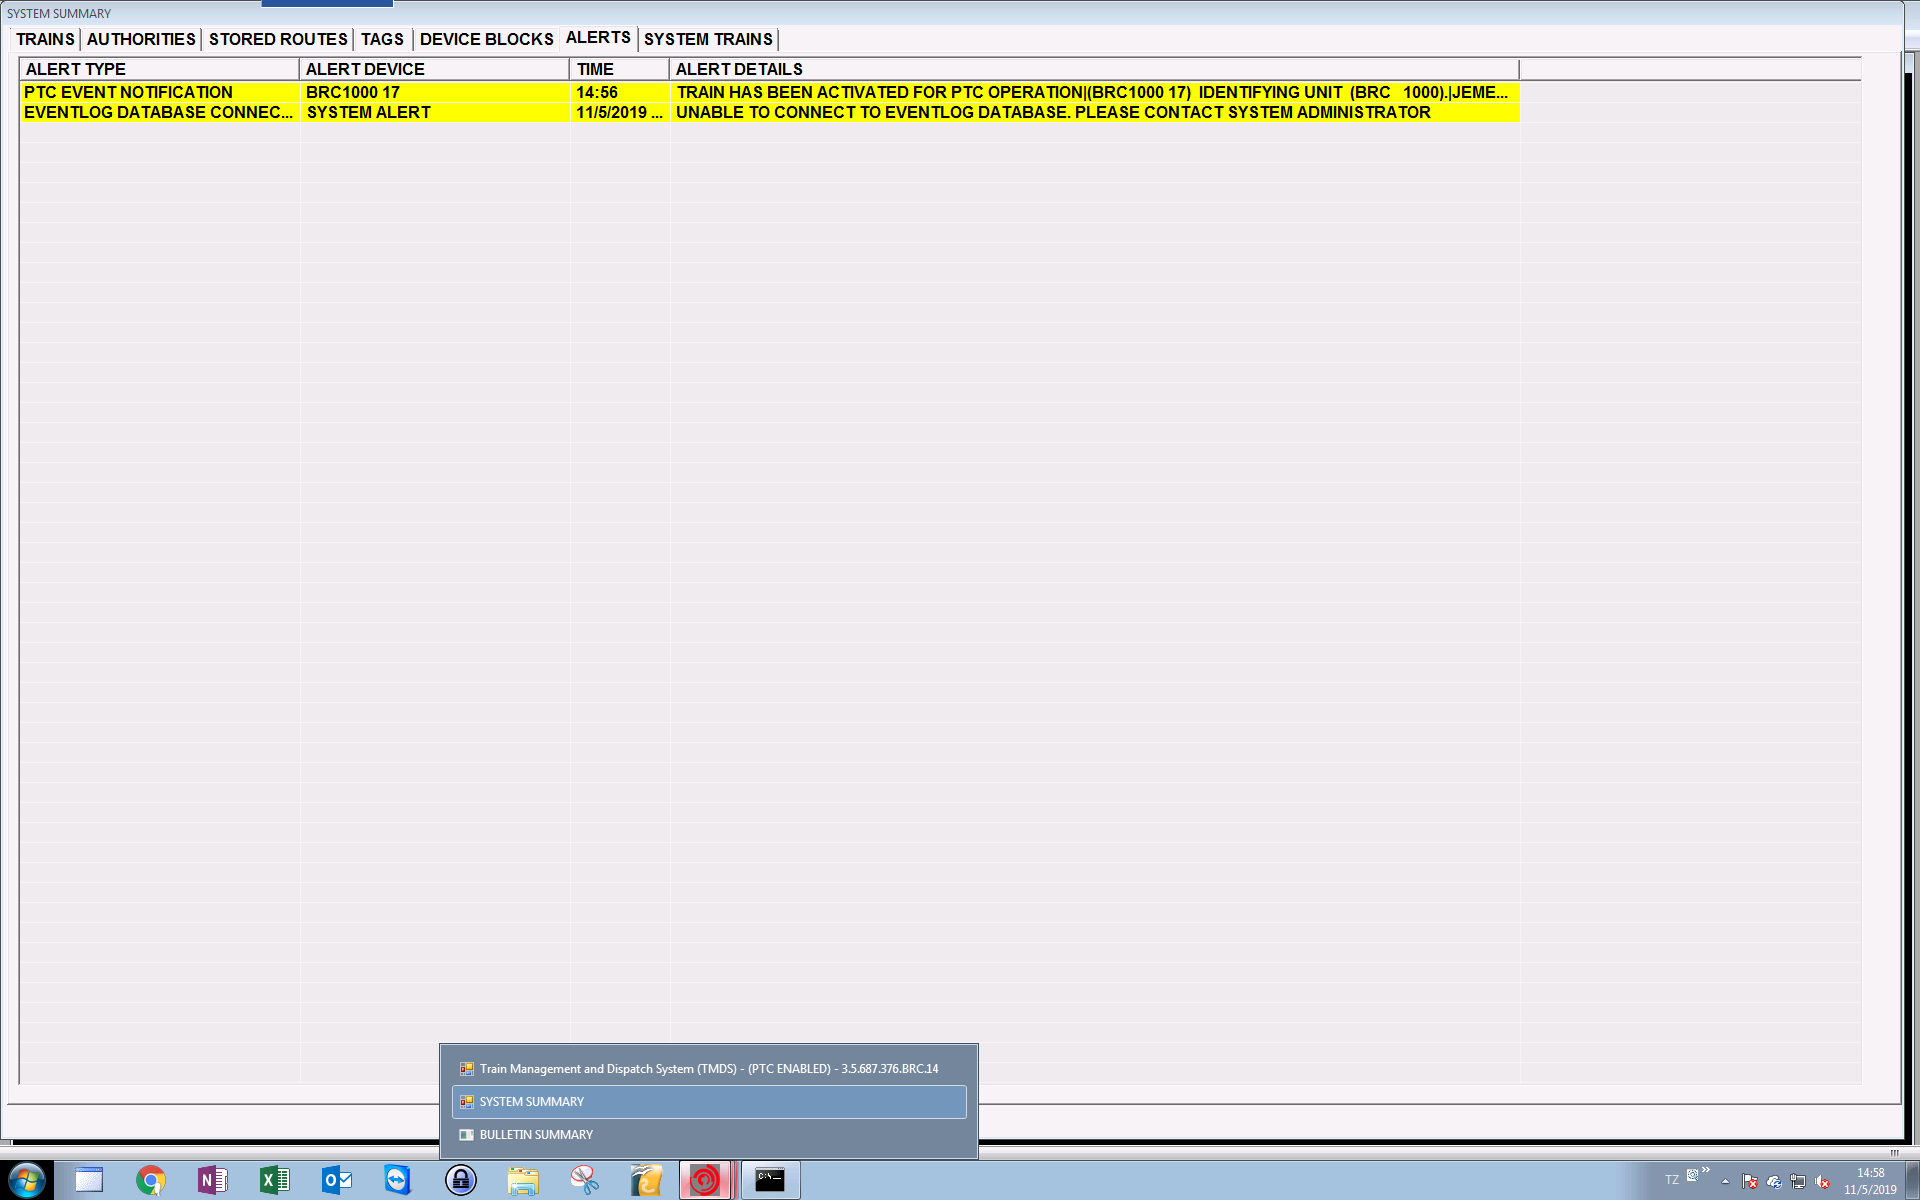 SYSTEM SUMMARY
TRAINS AUTHORITIES STORED ROUTES TAGS DEVICE BLOCKS ALERTS SYSTEM TRAINS
ALERT TYPE ALERT DEVICE TIME ALERT DETAILS
PTC EVENT NOTIFICATION BRC1000 17 14:56 TRAIN HAS BEEN ACTIVATED FOR PTC OPERATION|(BRC1000 17) IDENTIFYING UNIT (BRC 1000).|JEME...
EVENTLOG DATABASE CONNEC... SYSTEM ALERT 11/5/2019 ... UNABLE TO CONNECT TO EVENTLOG DATABASE. PLEASE CONTACT SYSTEM ADMINISTRATOR
Train Management and Dispatch System (TMDS) - (PTC ENABLED) - 3.5.687.376.BRC.14
SYSTEM SUMMARY
BULLETIN SUMMARY
TZ
14:58
11/5/2019